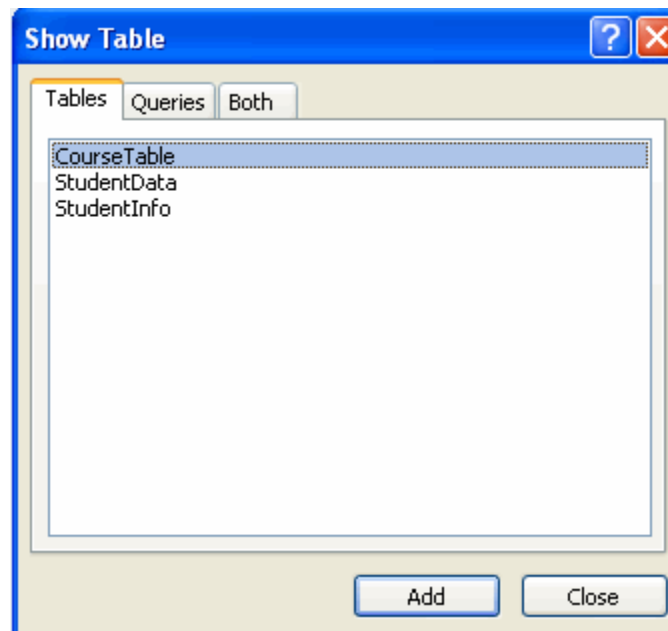 Show Table
?
Tables Queries Both
CourseTable
StudentData
StudentInfo
Add Close